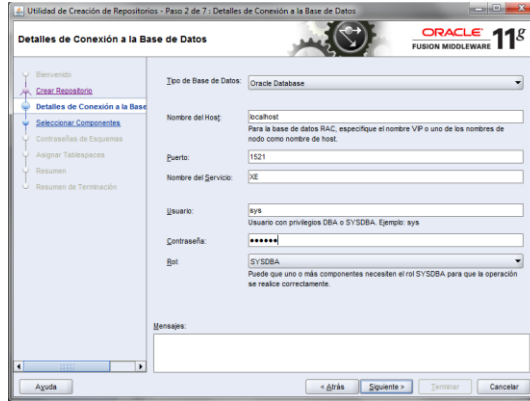 Utilidad de Creación de Repositorios - Paso 2 de 7 : Detalles de Conexión a la Base de Datos
Detalles de Conexión a la Base de Datos
ORACLE
FUSION MIDDLEWARE
11g
Bienvenido
Crear Repositorio
Detalles de Conexión a la Base
Seleccionar Componentes
Contraseñas de Esquemas
Asignar Tablespaces
Resumen
Resumen de Terminación
Tipo de Base de Datos: Oracle Database
Nombre del Host: localhost
Para la base de datos RAC, especifique el nombre VIP o uno de los nombres de
nodo como nombre de host.
Puerto: 1521
Nombre del Servicio: XE
Usuario: sys
Usuario con privilegios DBA o SYSDBA. Ejemplo: sys
Contraseña: ●●●●●●
Rol: SYSDBA
Puede que uno o más componentes necesiten el rol SYSDBA para que la operación
se realice correctamente.
Mensajes:
Ayuda
< Atrás
Siguiente >
Terminar
Cancelar